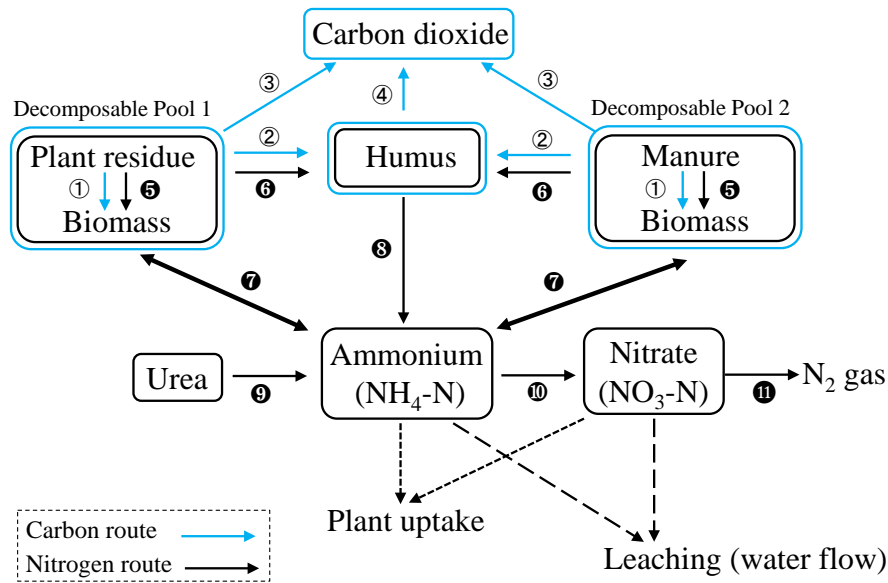 Carbon dioxide
③
③
④
Decomposable Pool 1
Decomposable Pool 2
②
②
Plant residue
Humus
Manure
①
❺
❻
❻
①
❺
Biomass
Biomass
❽
❼
❼
Urea
❾
Ammonium
(NH4-N)
❿
Nitrate
(NO3-N)
⓫
N2 gas
Plant uptake
Leaching (water flow)
Carbon route
Nitrogen route